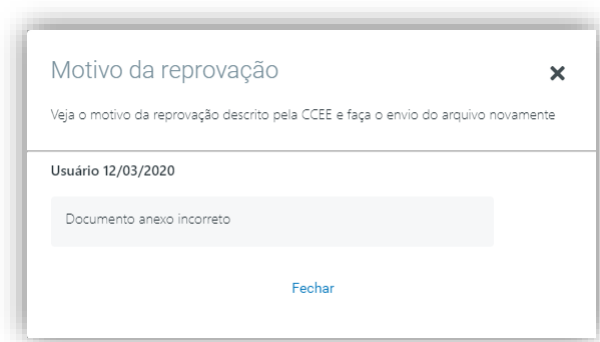 Motivo da reprovação
Veja o motivo da reprovação descrito pela CCEE e faça o envio do arquivo novamente
Usuário 12/03/2020
Documento anexo incorreto
Fechar